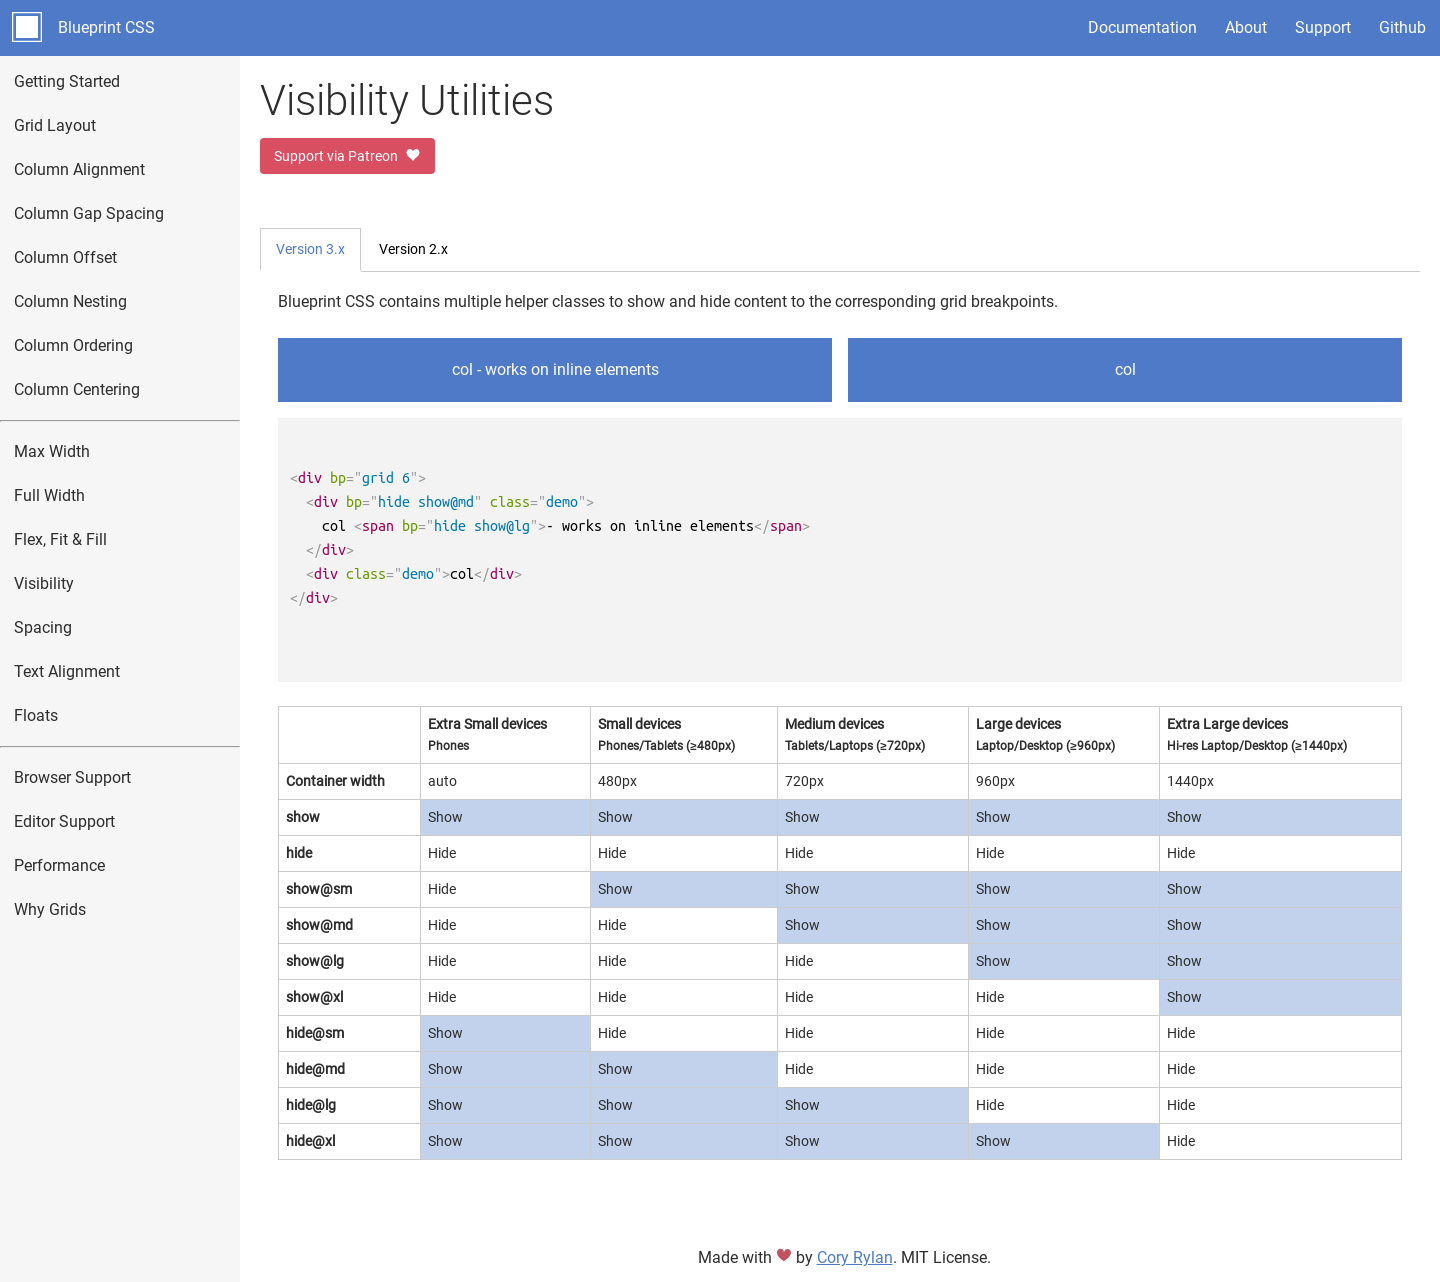 Blueprint CSS
Documentation About Support Github
Getting Started
Grid Layout
Column Alignment
Column Gap Spacing
Column Offset
Column Nesting
Column Ordering
Column Centering
Max Width
Full Width
Flex, Fit & Fill
Visibility
Spacing
Text Alignment
Floats
Browser Support
Editor Support
Performance
Why Grids
Visibility Utilities
Support via Patreon
Version 3.x Version 2.x
Blueprint CSS contains multiple helper classes to show and hide content to the corresponding grid breakpoints.
col - works on inline elements col
<div bp="grid 6">
  <div bp="hide show@md" class="demo">
    col <span bp="hide show@lg">- works on inline elements</span>
  </div>
  <div class="demo">col</div>
</div>
Extra Small devices Small devices Medium devices Large devices Extra Large devices
Phones Phones/Tablets (≥480px) Tablets/Laptops (≥720px) Laptop/Desktop (≥960px) Hi-res Laptop/Desktop (≥1440px)
Container width auto 480px 720px 960px 1440px
show Show Show Show Show Show
hide Hide Hide Hide Hide Hide
show@sm Hide Show Show Show Show
show@md Hide Hide Show Show Show
show@lg Hide Hide Hide Show Show
show@xl Hide Hide Hide Hide Show
hide@sm Show Hide Hide Hide Hide
hide@md Show Show Hide Hide Hide
hide@lg Show Show Show Hide Hide
hide@xl Show Show Show Show Hide
Made with ♥ by Cory Rylan. MIT License.